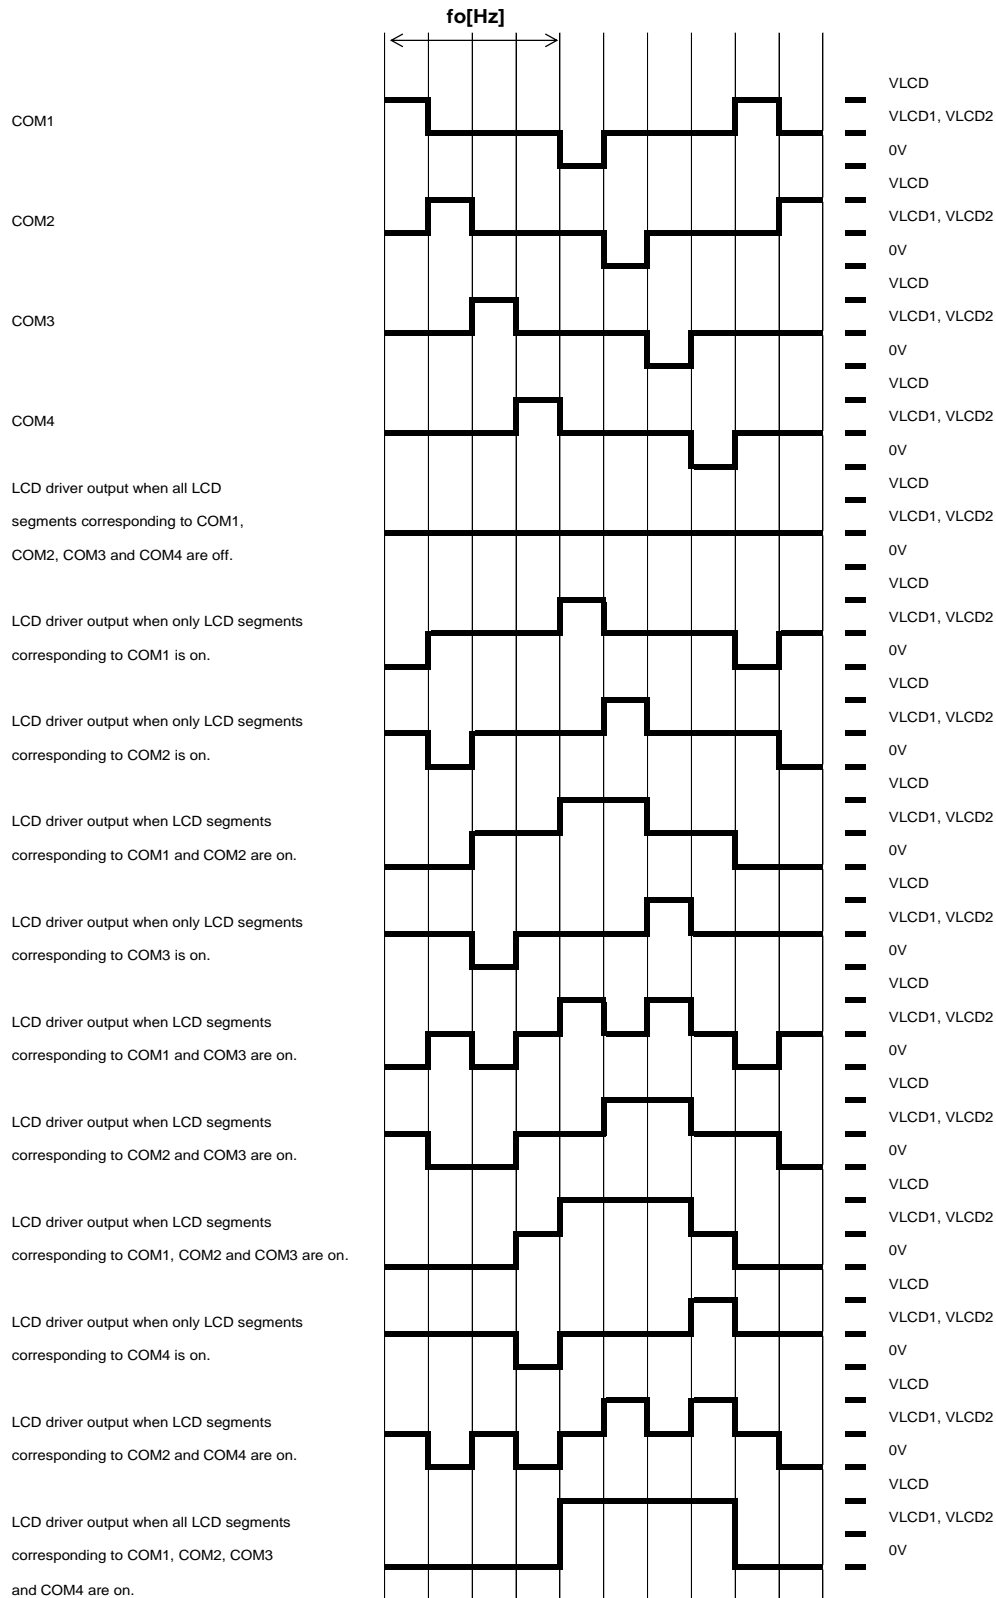 fo[Hz]
VLCD
COM1
VLCD1, VLCD2
0V
VLCD
COM2
VLCD1, VLCD2
0V
VLCD
COM3
VLCD1, VLCD2
0V
VLCD
COM4
VLCD1, VLCD2
0V
VLCD
LCD driver output when all LCD
segments corresponding to COM1,
COM2, COM3 and COM4 are off.
VLCD1, VLCD2
0V
VLCD
LCD driver output when only LCD segments
corresponding to COM1 is on.
VLCD1, VLCD2
0V
VLCD
LCD driver output when only LCD segments
corresponding to COM2 is on.
VLCD1, VLCD2
0V
VLCD
LCD driver output when LCD segments
corresponding to COM1 and COM2 are on.
VLCD1, VLCD2
0V
VLCD
LCD driver output when only LCD segments
corresponding to COM3 is on.
VLCD1, VLCD2
0V
VLCD
LCD driver output when LCD segments
corresponding to COM1 and COM3 are on.
VLCD1, VLCD2
0V
VLCD
LCD driver output when LCD segments
corresponding to COM2 and COM3 are on.
VLCD1, VLCD2
0V
VLCD
LCD driver output when LCD segments
corresponding to COM1, COM2 and COM3 are on.
VLCD1, VLCD2
0V
VLCD
LCD driver output when only LCD segments
corresponding to COM4 is on.
VLCD1, VLCD2
0V
VLCD
LCD driver output when LCD segments
corresponding to COM2 and COM4 are on.
VLCD1, VLCD2
0V
VLCD
LCD driver output when all LCD segments
corresponding to COM1, COM2, COM3
and COM4 are on.
VLCD1, VLCD2
0V